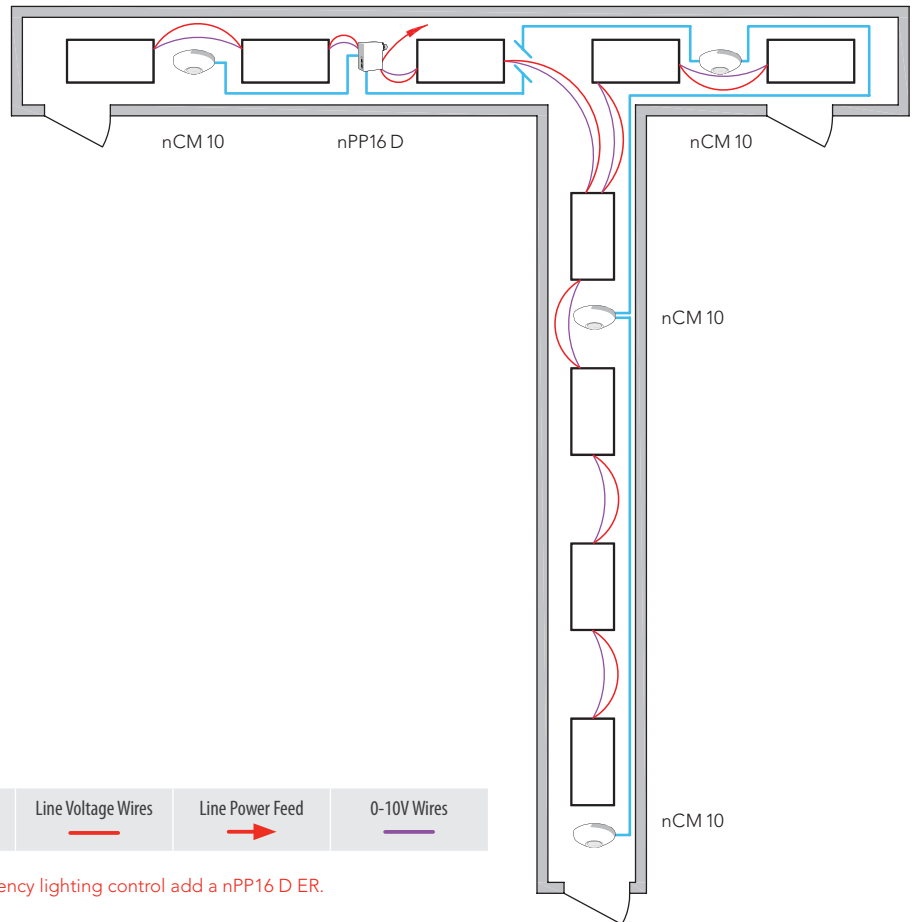 nCM 10
nPP16 D
nCM 10
nCM 10
nCM 10
Line Voltage Wires
Line Power Feed
0-10V Wires
ency lighting control add a nPP16 D ER.